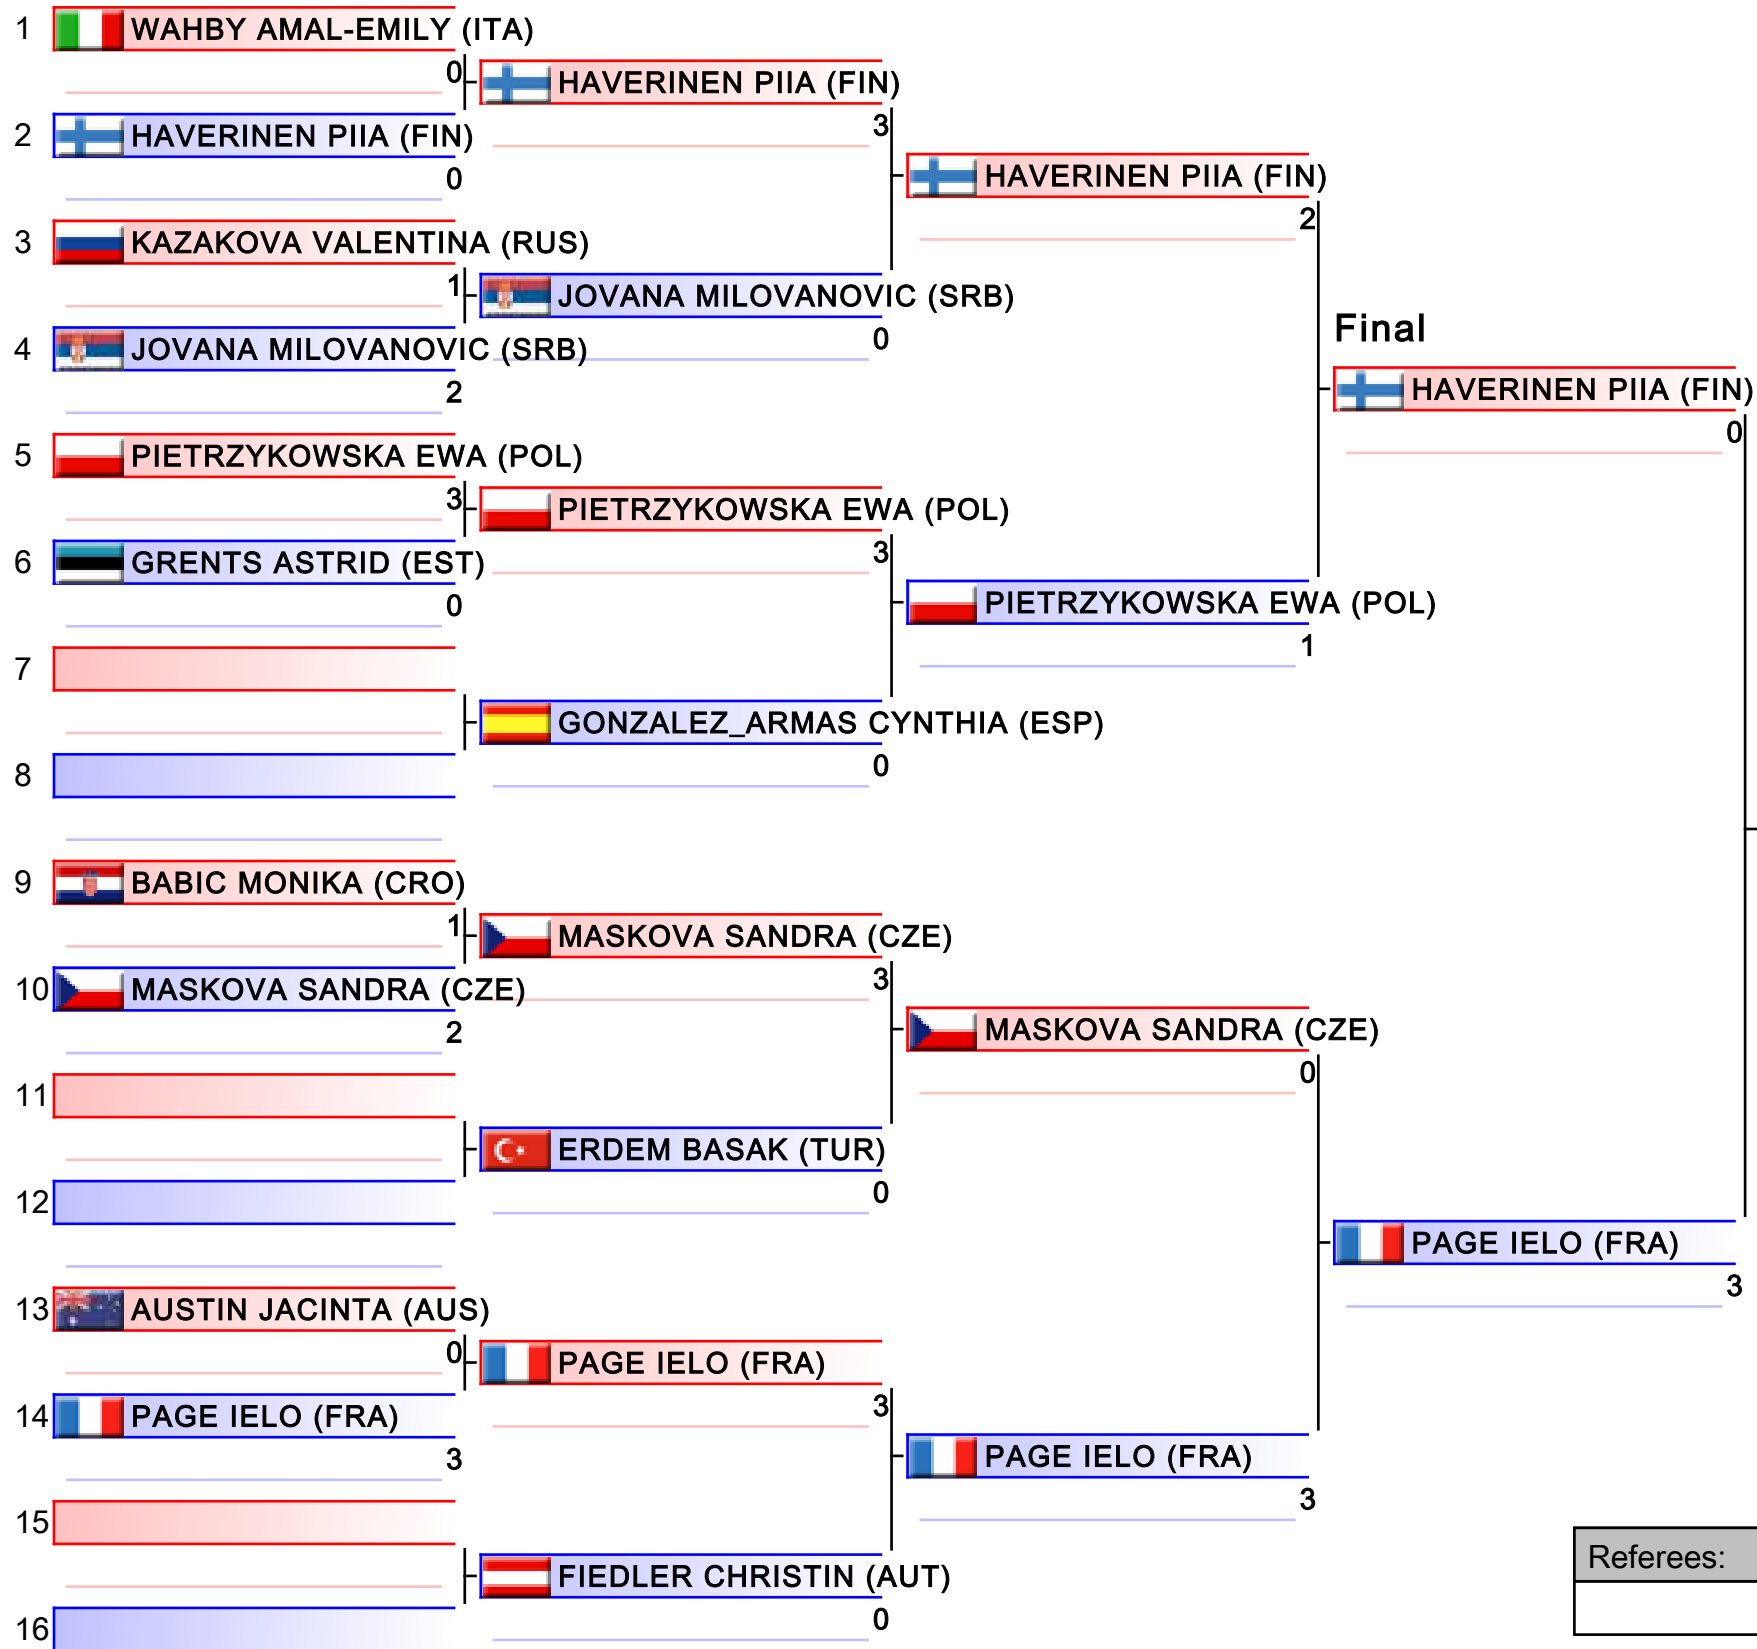 1 WAHBY AMAL-EMILY (ITA)
0 HAVERINEN PIIA (FIN)
2 HAVERINEN PIIA (FIN)
3
0
HAVERINEN PIIA (FIN)
2
3 KAZAKOVA VALENTINA (RUS)
1 JOVANA MILOVANOVIC (SRB)
0
4 JOVANA MILOVANOVIC (SRB)
2
Final
HAVERINEN PIIA (FIN)
0
5 PIETRZYKOWSKA EWA (POL)
3 PIETRZYKOWSKA EWA (POL)
3
6 GRENTS ASTRID (EST)
0
PIETRZYKOWSKA EWA (POL)
1
7
GONZALEZ_ARMAS CYNTHIA (ESP)
0
8
9 BABIC MONIKA (CRO)
1 MASKOVA SANDRA (CZE)
3
10 MASKOVA SANDRA (CZE)
2
MASKOVA SANDRA (CZE)
0
11
ERDEM BASAK (TUR)
0
12
PAGE IELO (FRA)
3
13 AUSTIN JACINTA (AUS)
0 PAGE IELO (FRA)
3
14 PAGE IELO (FRA)
3
PAGE IELO (FRA)
3
15
FIEDLER CHRISTIN (AUT)
0
16
Referees: